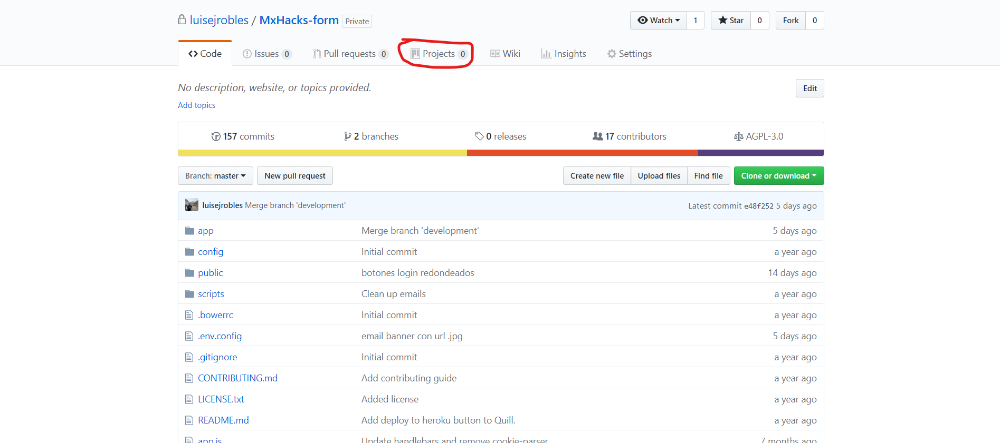 luisejrobles / MxHacks-form Private Watch 1 Star 0 Fork 0
Code Issues 0 Pull requests 0 Projects 0 Wiki Insights Settings
No description, website, or topics provided. Edit
Add topics
157 commits 2 branches 0 releases 17 contributors AGPL-3.0
Branch: master New pull request Create new file Upload files Find file Clone or download
luisejrobles Merge branch 'development' Latest commit e48f252 5 days ago
app Merge branch 'development' 5 days ago
config Initial commit a year ago
public botones login redondeados 14 days ago
scripts Clean up emails a year ago
.bowerrc Initial commit a year ago
.env.config email banner con url .jpg 5 days ago
.gitignore Initial commit a year ago
CONTRIBUTING.md Add contributing guide a year ago
LICENSE.txt Added license a year ago
README.md Add deploy to heroku button to Quill. a year ago
app.js Update handlebars and remove cookie-parser 7 months ago